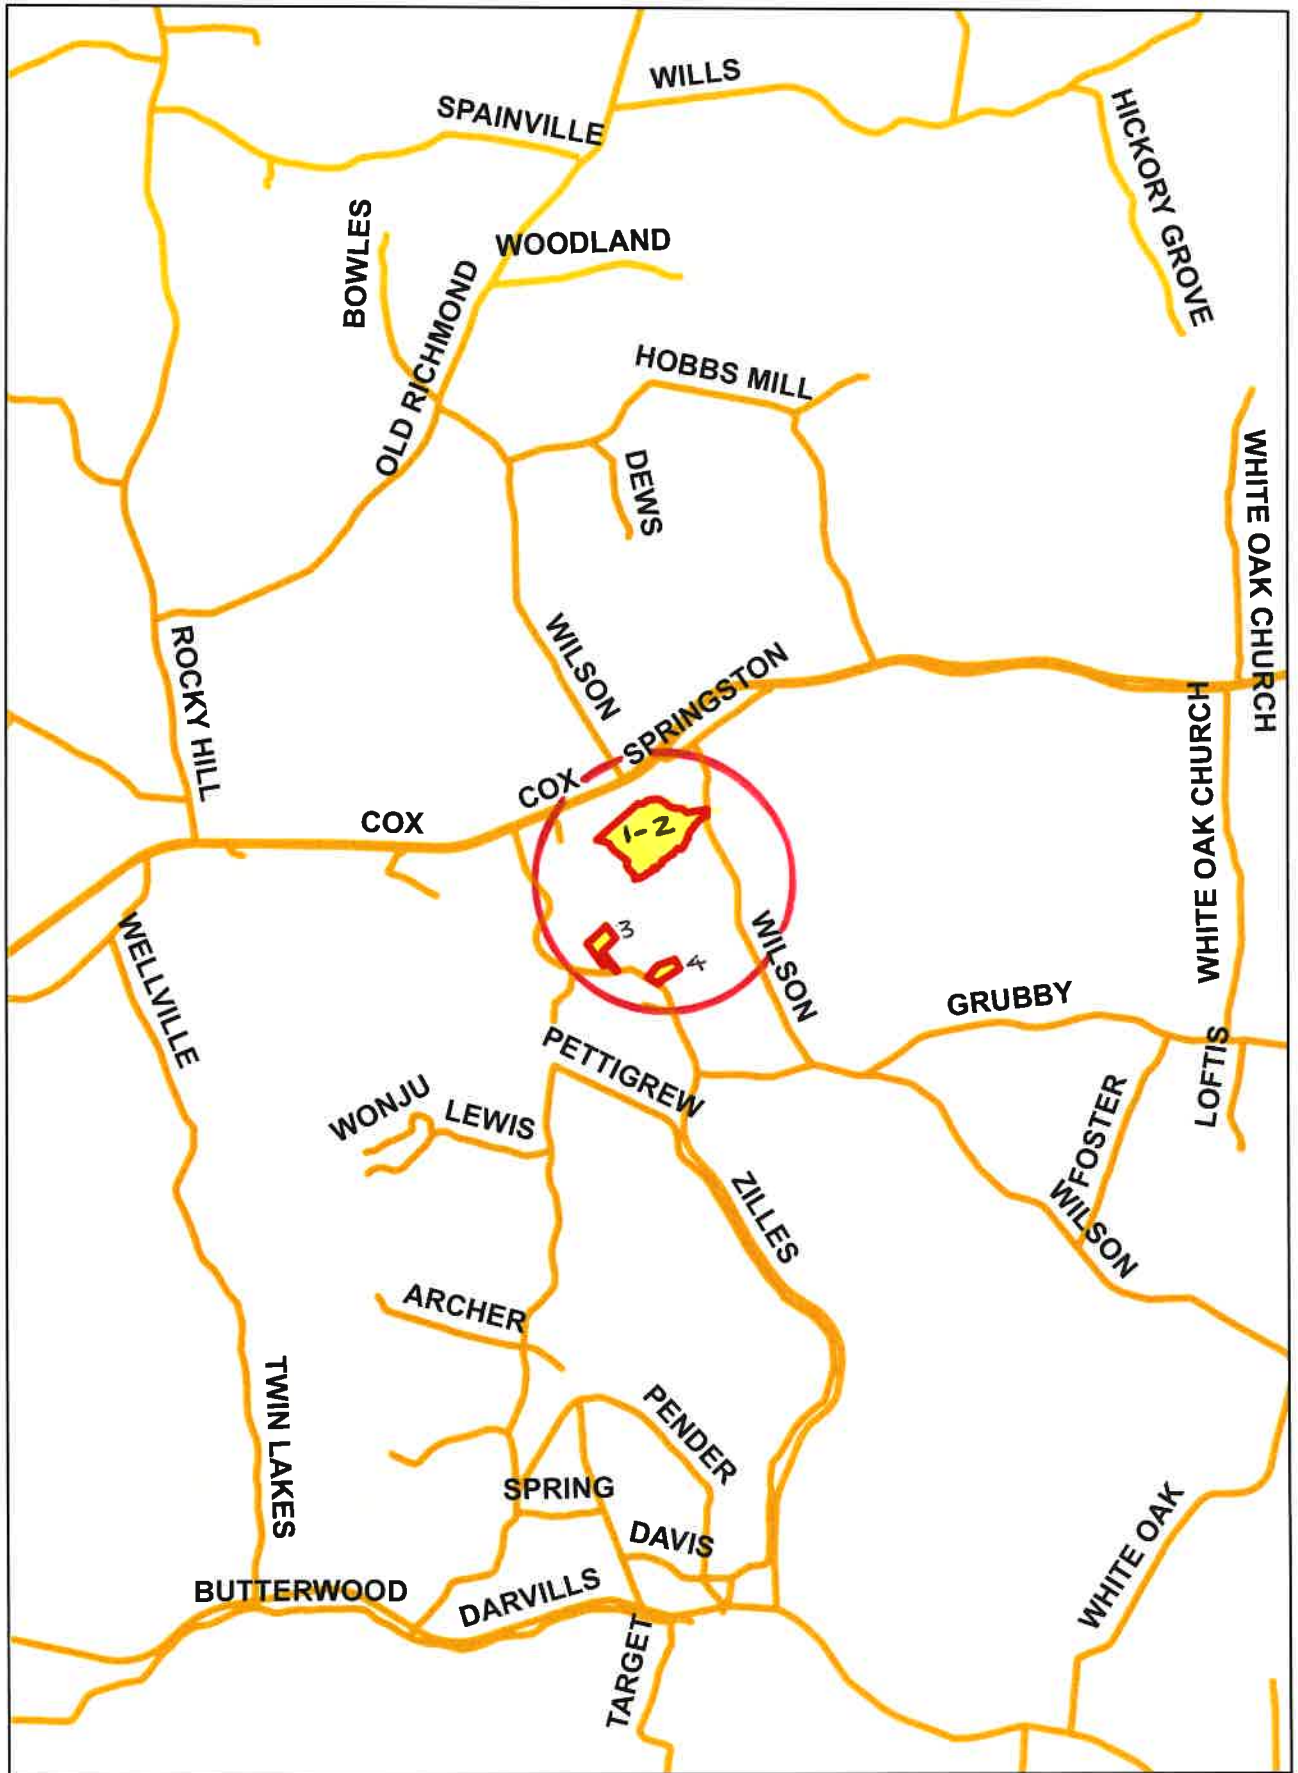 WILLS
SPAINVILLE
HICKORY GROVE
BOWLES
WOODLAND
OLD RICHMOND
HOBBS MILL
DEWS
WHITE OAK CHURCH
WILSON
ROCKY HILL
SPRINGSTON
WHITE OAK CHURCH
COX
COX
1-2
WELLVILLE
3
WILSON
4
GRUBBY
LOFTIS
PETTIGREW
WONJU
LEWIS
FOSTER
ZILLES
WILSON
ARCHER
TWIN LAKES
PENDER
SPRING
WHITE OAK
DAVIS
BUTTERWOOD
DARVILLS
TARGET